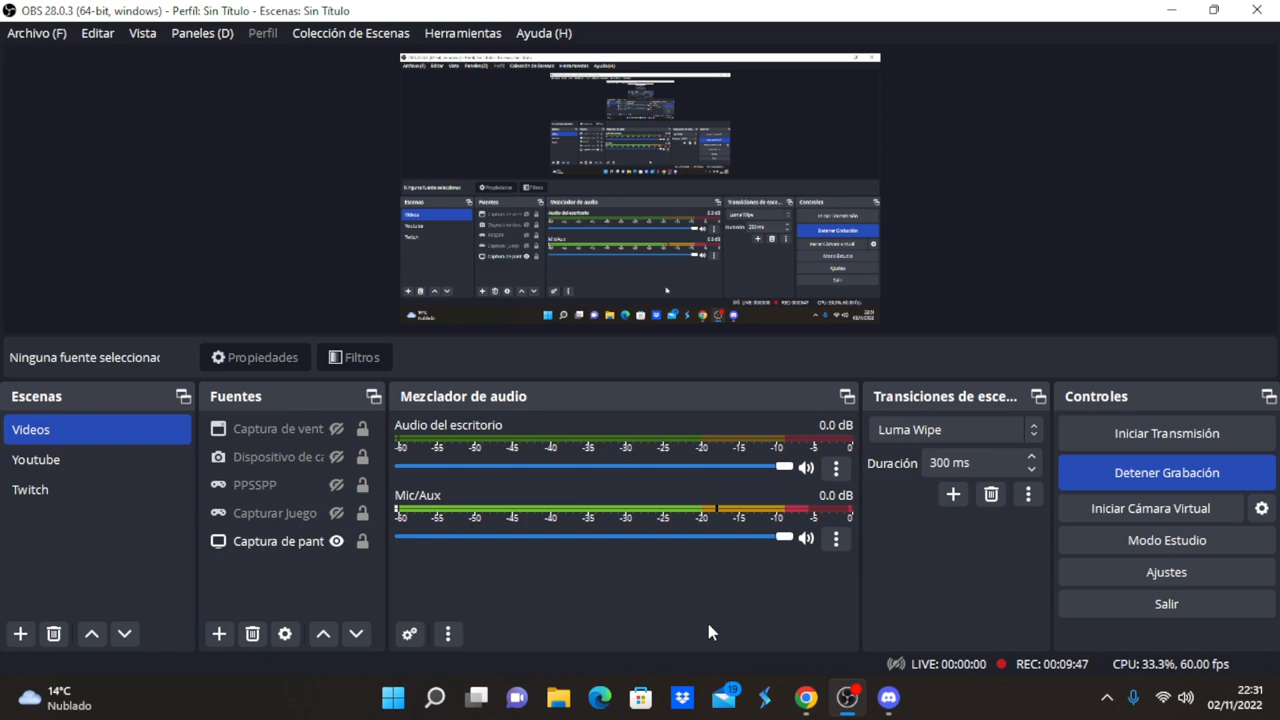 OBS 28.0.3 (64-bit, windows) - Perfil: Sin Título - Escenas: Sin Título
Archivo (F) Editar Vista Paneles (D) Perfil Colección de Escenas Herramientas Ayuda (H)
Ninguna fuente seleccionac Propiedades Filtros
Escenas
Videos
Youtube
Twitch
Fuentes
Captura de vent
Dispositivo de ca
PPSSPP
Capturar Juego
Captura de pant
Mezclador de audio
Audio del escritorio 0.0 dB
-60 -55 -50 -45 -40 -35 -30 -25 -20 -15 -10 -5 0
Mic/Aux 0.0 dB
-60 -55 -50 -45 -40 -35 -30 -25 -20 -15 -10 -5 0
Transiciones de esce...
Luma Wipe
Duración 300 ms
Controles
Iniciar Transmisión
Detener Grabación
Iniciar Cámara Virtual
Modo Estudio
Ajustes
Salir
LIVE: 00:00:00 REC: 00:09:47 CPU: 33.3%, 60.00 fps
14°C
Nublado
19
22:31
02/11/2022